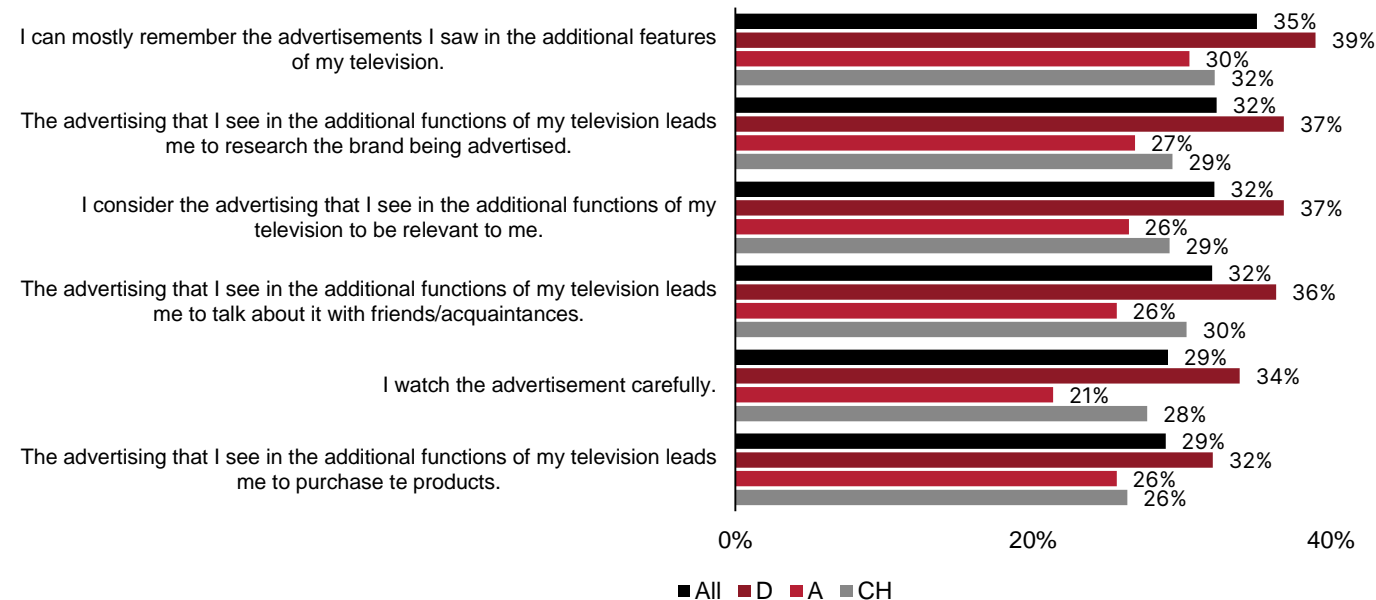 I can mostly remember the advertisements I saw in the additional features
of my television.
35%
39%
30%
32%
The advertising that I see in the additional functions of my television leads
me to research the brand being advertised.
32%
37%
27%
29%
I consider the advertising that I see in the additional functions of my
television to be relevant to me.
32%
37%
26%
29%
The advertising that I see in the additional functions of my television leads
me to talk about it with friends/acquaintances.
32%
36%
26%
30%
I watch the advertisement carefully.
29%
34%
21%
28%
The advertising that I see in the additional functions of my television leads
me to purchase te products.
29%
32%
26%
26%
0% 20% 40%
All D A CH